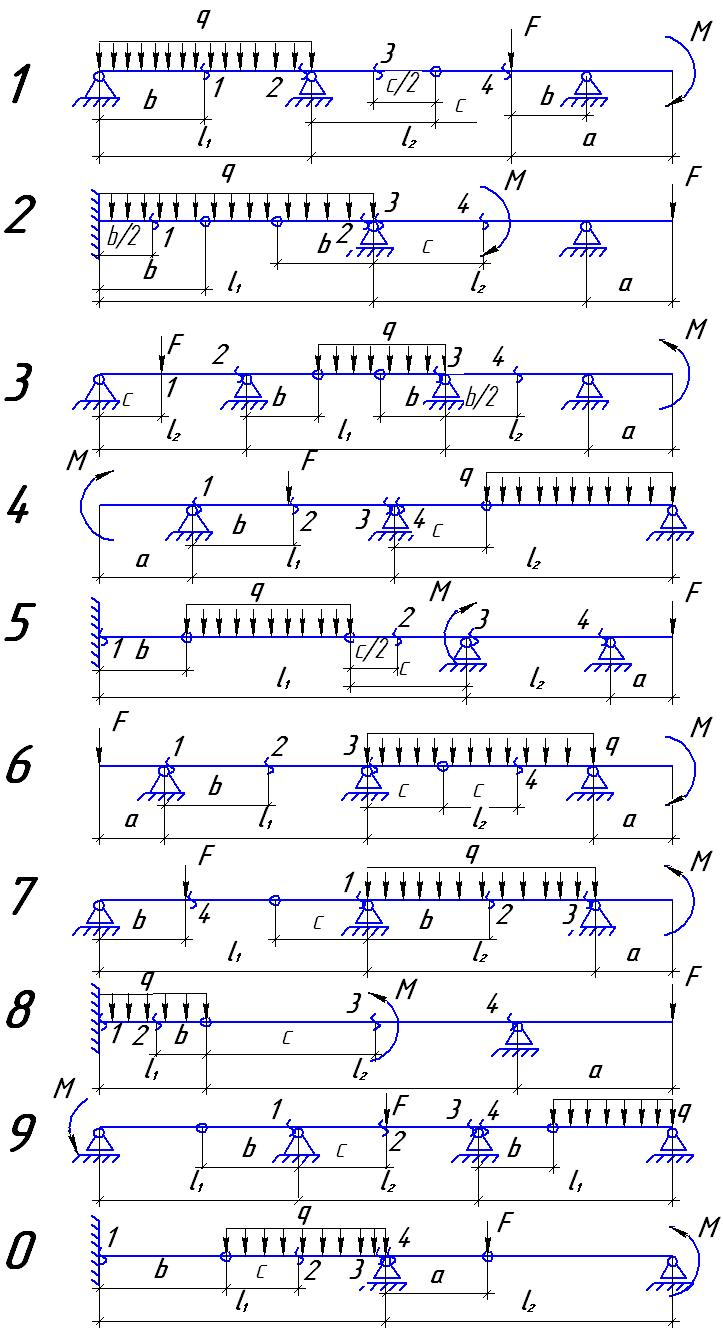 q F M
1 1 2 3 4
b c/2 c b
l₁ l₂ a
q M F
2 1 2 3 4
b/2 b c
b l₁ l₂ a
F q M
3 1 2 3 4
c b b b/2
l₂ l₁ l₂ a
M F q
4 1 2 3 4
b c
a l₁ l₂
q M F
5 1 2 3 4
b c/2 c
l₁ l₂ a
F q M
6 1 2 3 4
b c c
a l₁ l₂ a
F q M
7 4 1 2 3
b c b
l₁ l₂ a
q M F
8 1 2 3 4
b c
l₁ l₂ a
M F q
9 1 2 3 4
b c b
l₁ l₂ l₁
q F M
0 1 2 3 4
b c a
l₁ l₂